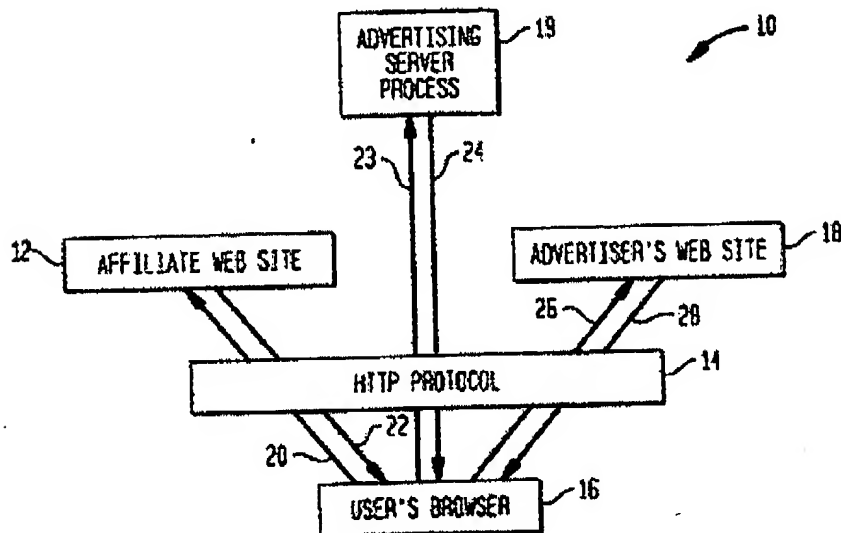 ADVERTISING
SERVER
PROCESS
19
10
23
24
12
AFFILIATE WEB SITE
ADVERTISER'S WEB SITE
18
26
28
HTTP PROTOCOL
14
20
22
USER'S BROWSER
16